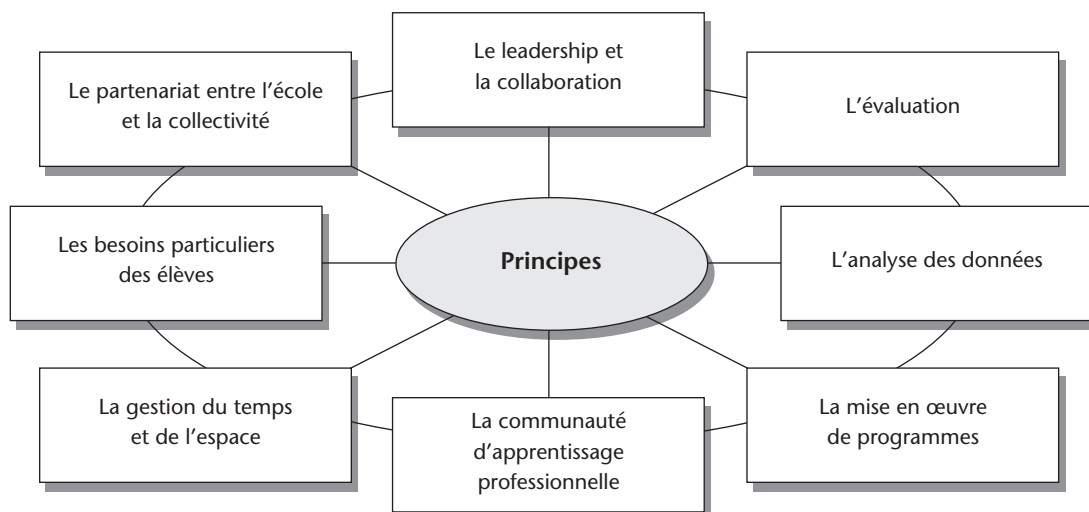 Le leadership et
la collaboration
Le partenariat entre l’école
et la collectivité
L’évaluation
Les besoins particuliers
des élèves
Principes
L’analyse des données
La gestion du temps
et de l’espace
La communauté
d’apprentissage
professionnelle
La mise en œuvre
de programmes